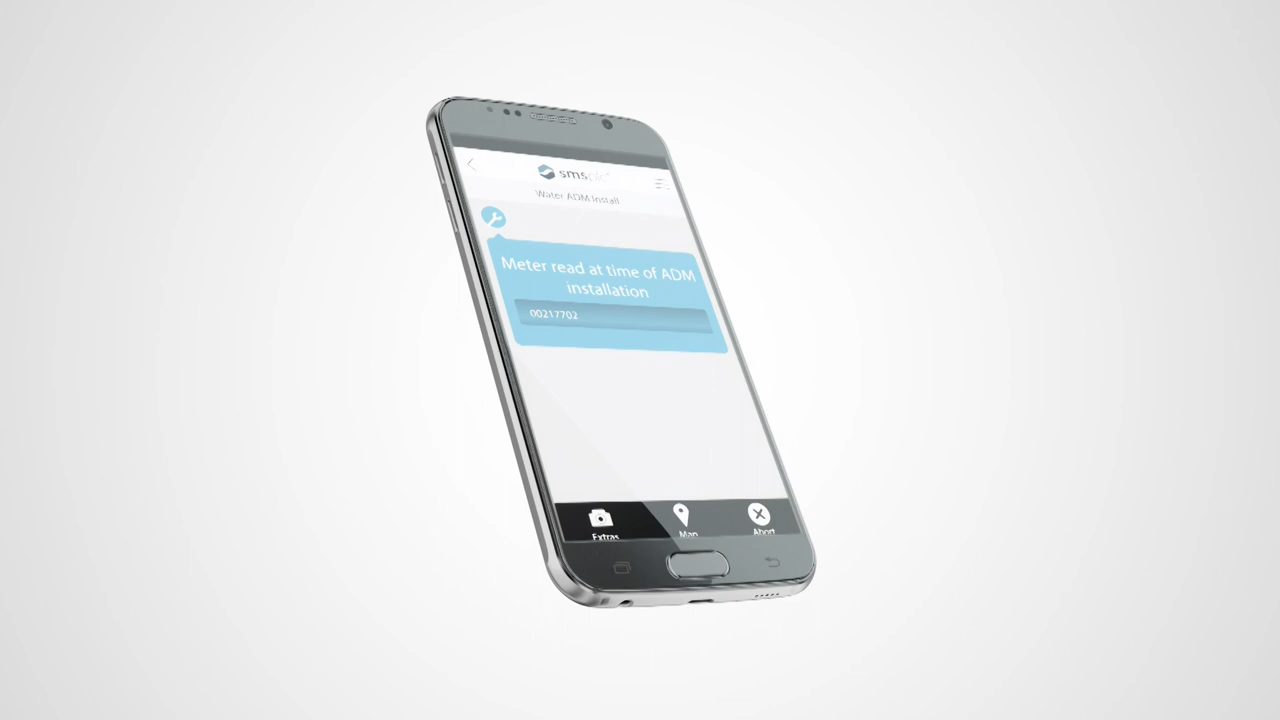 smsplc
Water ADM Install
Meter read at time of ADM
installation
00217702
Extras
Map
Abort